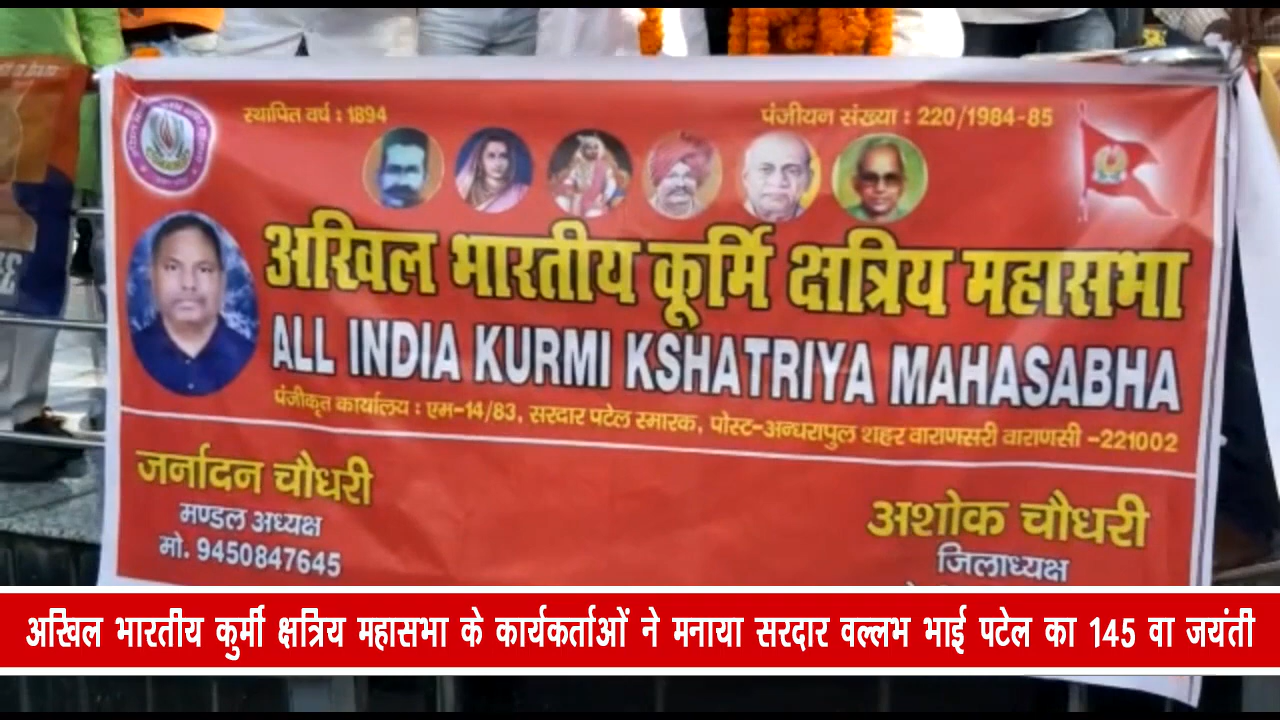 स्थापित वर्ष : 1894
पंजीयन संख्या : 220/1984-85
अखिल भारतीय कूर्मि क्षत्रिय महासभा
ALL INDIA KURMI KSHATRIYA MAHASABHA
पंजीकृत कार्यालय : एम-14/83, सरदार पटेल स्मारक, पोस्ट-अन्धरापुल शहर वाराणसरी वाराणसी -221002
जर्नादन चौधरी
मण्डल अध्यक्ष
मो. 9450847645
अशोक चौधरी
जिलाध्यक्ष
अखिल भारतीय कुर्मी क्षत्रिय महासभा के कार्यकर्ताओं ने मनाया सरदार वल्लभ भाई पटेल का 145 वा जयंती